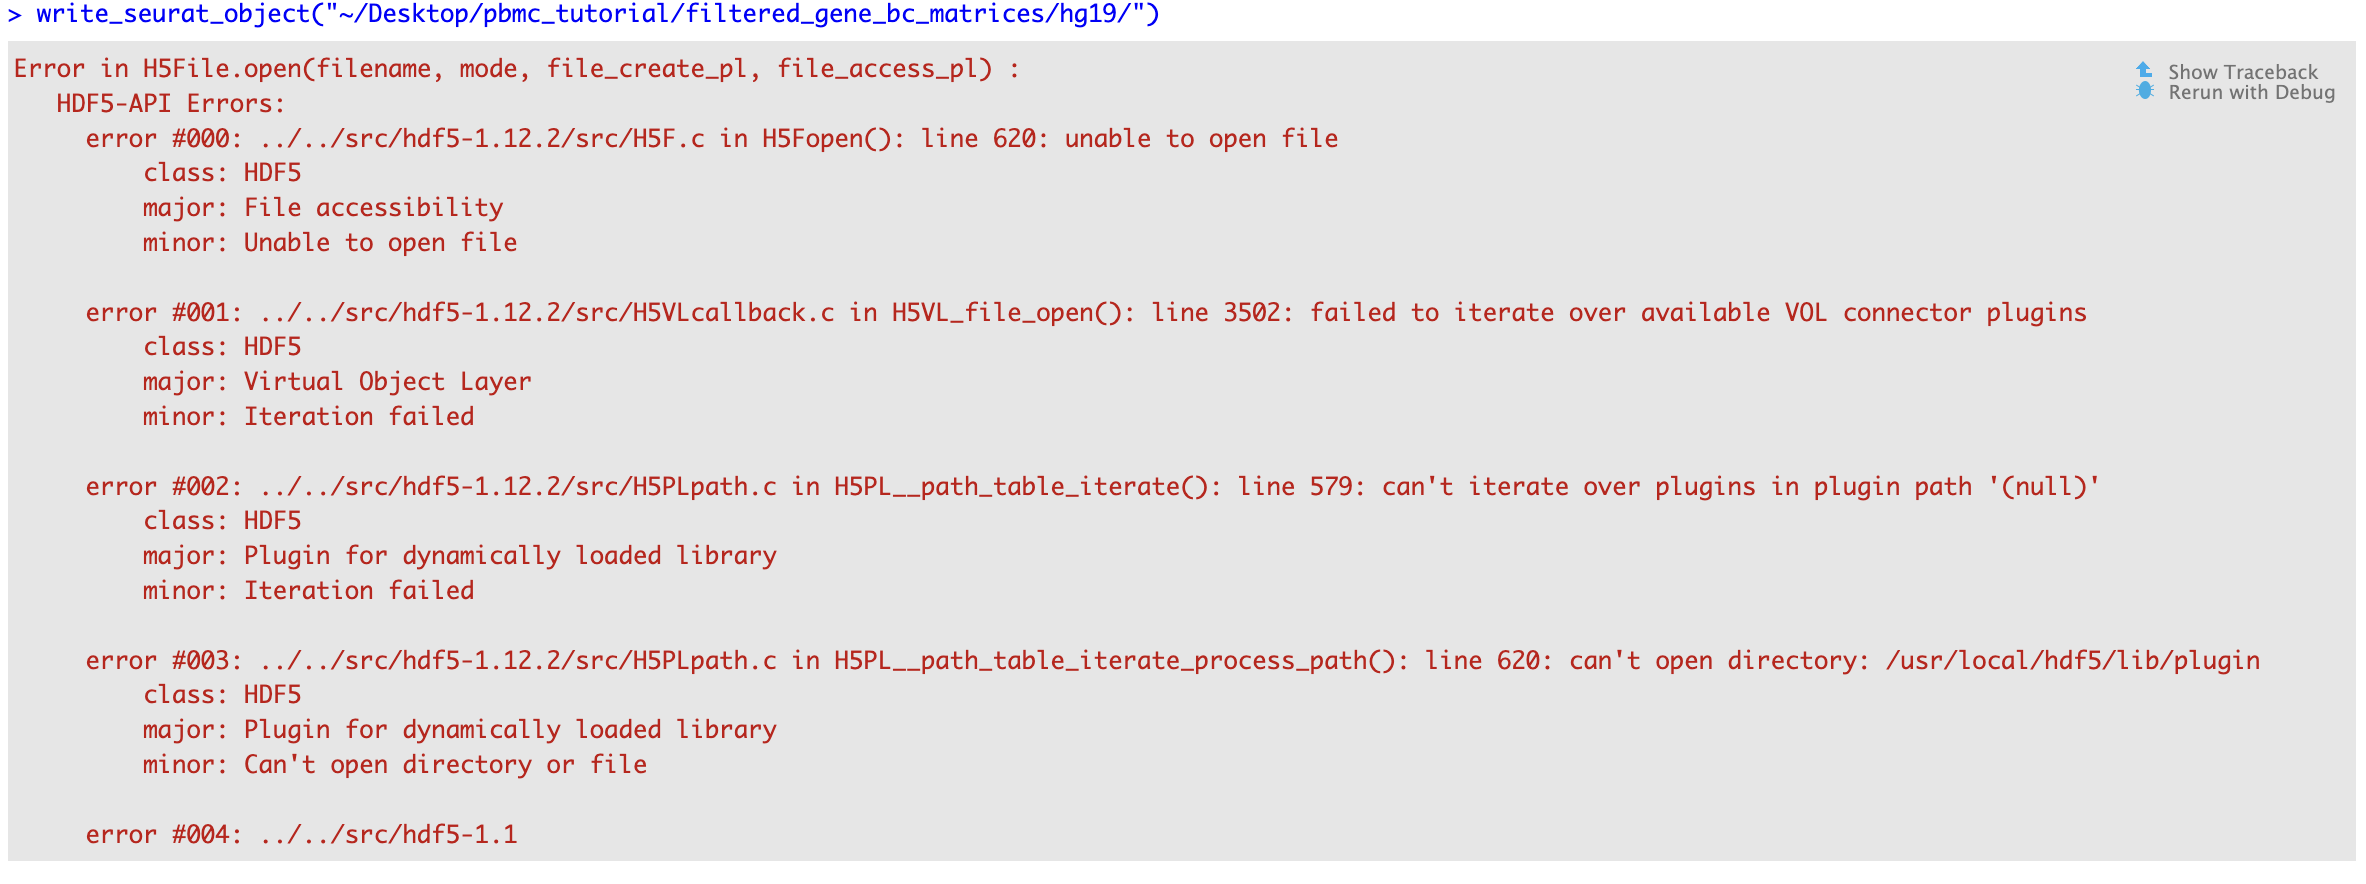 > write_seurat_object("~/Desktop/pbmc_tutorial/filtered_gene_bc_matrices/hg19/")
Error in H5File.open(filename, mode, file_create_pl, file_access_pl) :
HDF5-API Errors:
error #000: ../../src/hdf5-1.12.2/src/H5F.c in H5Fopen(): line 620: unable to open file
class: HDF5
major: File accessibility
minor: Unable to open file
error #001: ../../src/hdf5-1.12.2/src/H5VLcallback.c in H5VL_file_open(): line 3502: failed to iterate over available VOL connector plugins
class: HDF5
major: Virtual Object Layer
minor: Iteration failed
error #002: ../../src/hdf5-1.12.2/src/H5PLpath.c in H5PL__path_table_iterate(): line 579: can't iterate over plugins in plugin path '(null)'
class: HDF5
major: Plugin for dynamically loaded library
minor: Iteration failed
error #003: ../../src/hdf5-1.12.2/src/H5PLpath.c in H5PL__path_table_iterate_process_path(): line 620: can't open directory: /usr/local/hdf5/lib/plugin
class: HDF5
major: Plugin for dynamically loaded library
minor: Can't open directory or file
error #004: ../../src/hdf5-1.1
Show Traceback
Rerun with Debug